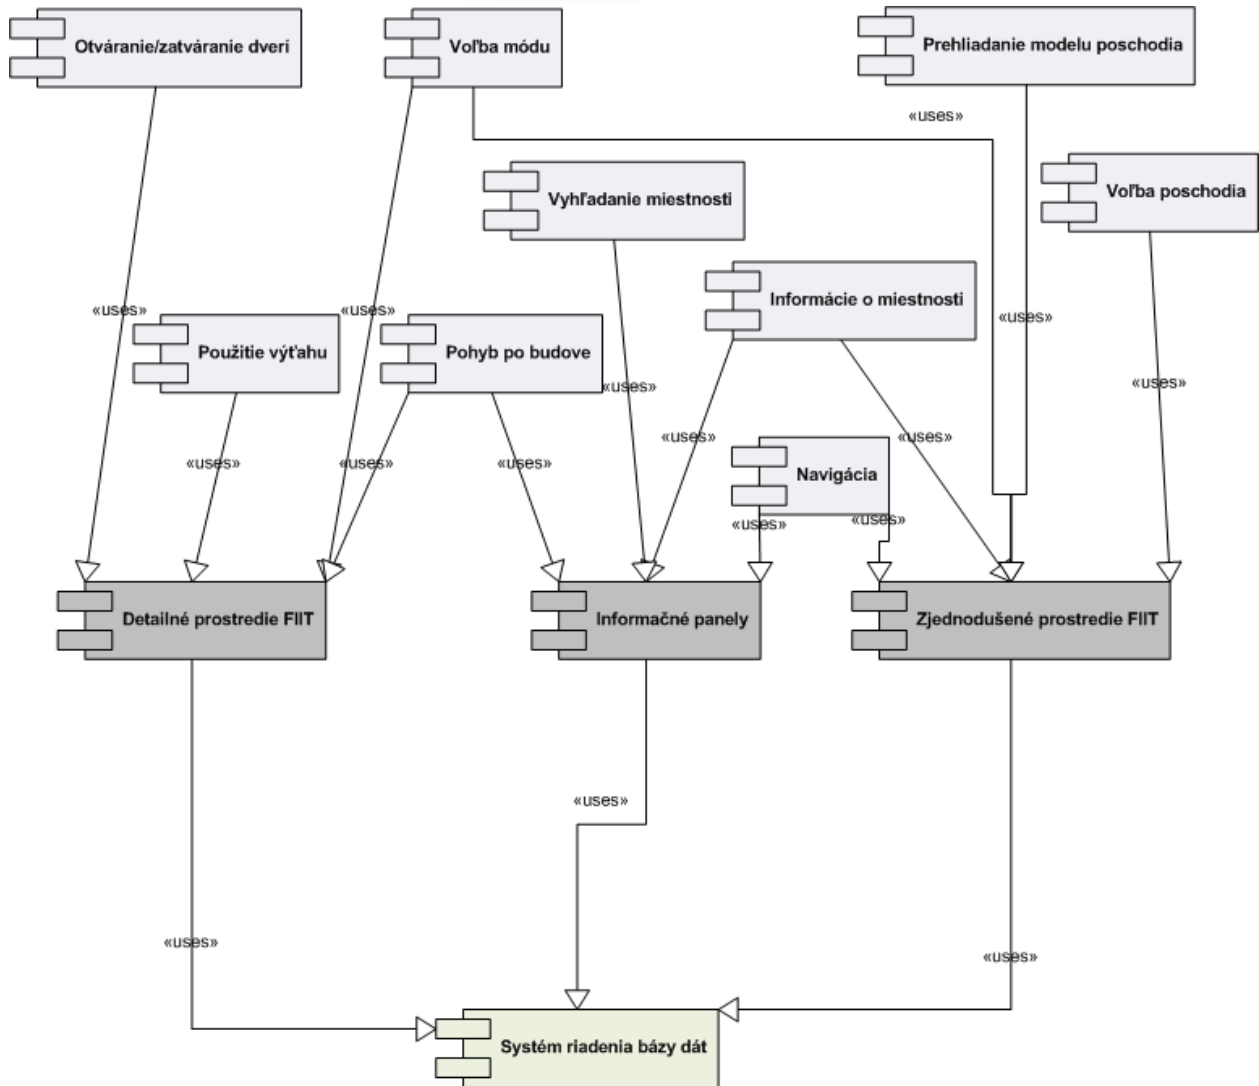 Otváranie/zatváranie dverí
Voľba módu
Prehliadanie modelu poschodia
«uses»
Vyhľadanie miestnosti
Voľba poschodia
Informácie o miestnosti
«uses»
«uses»
«uses»
Použitie výťahu
Pohyb po budove
«uses»
«uses»
«uses»
«uses»
«uses»
«uses»
«uses»
Navigácia
«uses»
«uses»
Detailné prostredie FIIT
Informačné panely
Zjednodušené prostredie FIIT
«uses»
«uses»
«uses»
Systém riadenia bázy dát